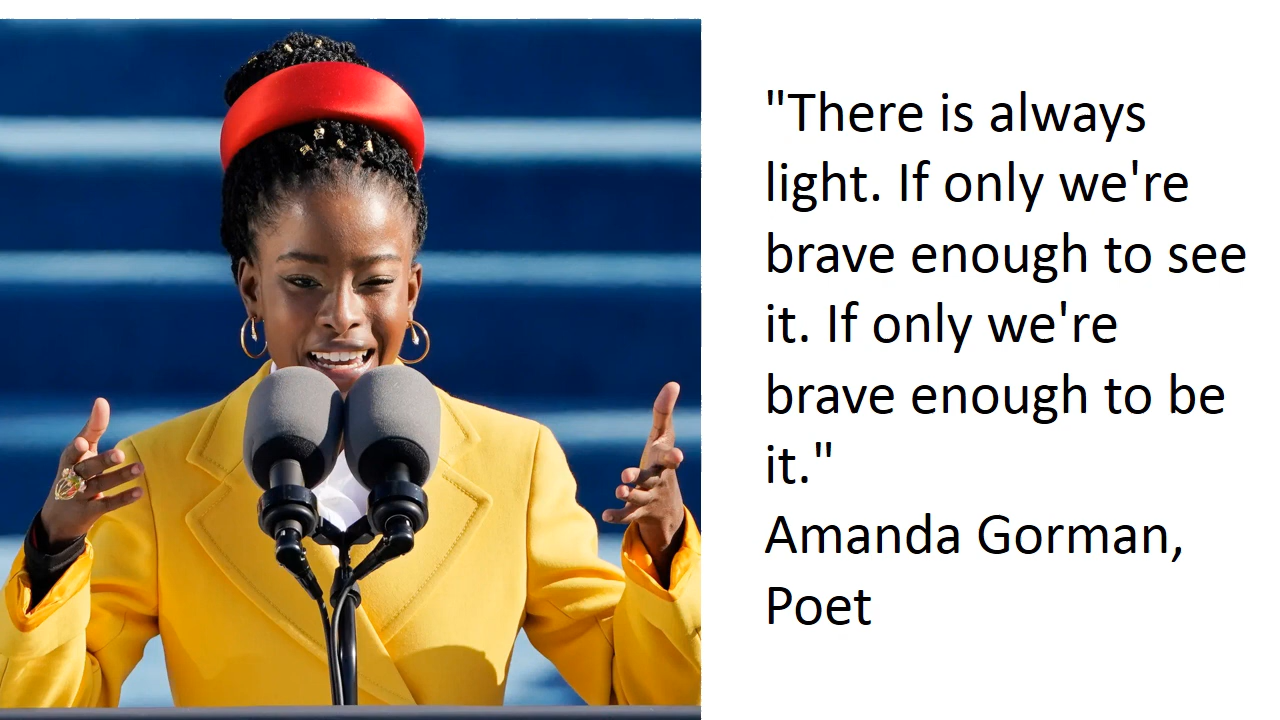 "There is always
light. If only we're
brave enough to see
it. If only we're
brave enough to be
it."
Amanda Gorman,
Poet